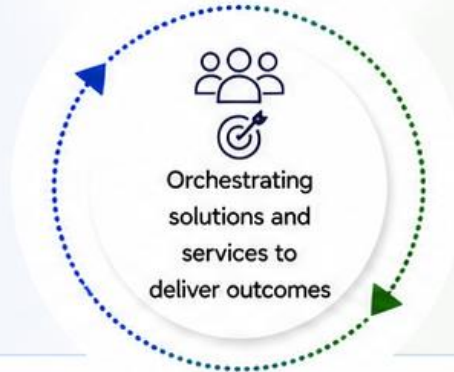 Orchestrating
solutions and
services to
deliver outcomes